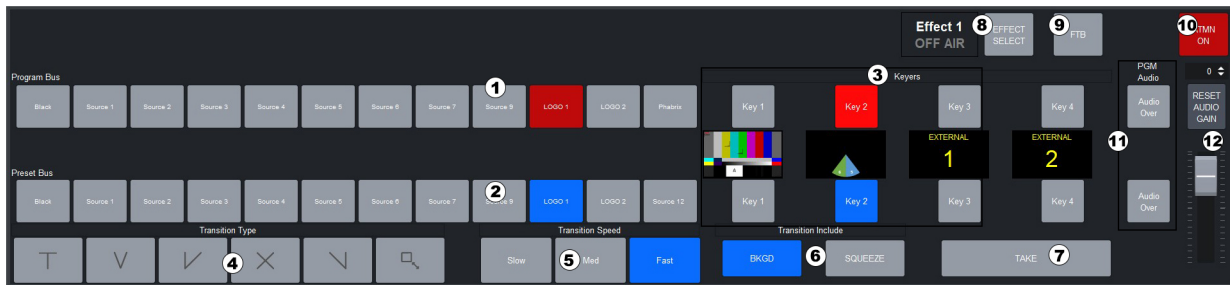 Effect 1
OFF AIR
8
EFFECT
SELECT
9
FTB
10
ATMN
ON
Program Bus
1
3
Keyers
PGM
Audio
0
Black
Source 1
Source 2
Source 3
Source 4
Source 5
Source 6
Source 7
Source 9
LOGO 1
LOGO 2
Phabrix
Key 1
Key 2
Key 3
Key 4
Audio
Over
RESET
AUDIO
GAIN
A
EXTERNAL
1
EXTERNAL
2
11
12
Preset Bus
2
Black
Source 1
Source 2
Source 3
Source 4
Source 5
Source 6
Source 7
Source 9
LOGO 1
LOGO 2
Source 12
Key 1
Key 2
Key 3
Key 4
Audio
Over
Transition Type
Transition Speed
Transition Include
4
Slow
5
Med
Fast
BKGD
6
SQUEEZE
TAKE
7